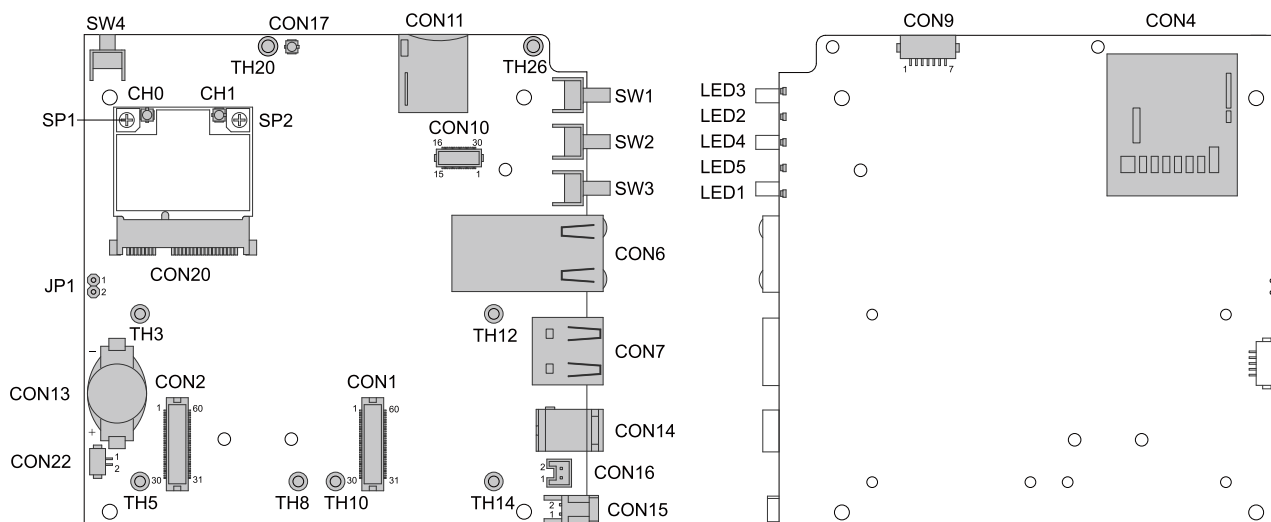 SW4
CON17
CON11
TH20
TH26
CH0
CH1
SP1
SP2
SW1
CON10
16
30
15
1
SW2
SW3
CON6
CON20
JP1
1
2
TH3
TH12
CON7
−
CON13
CON2
CON1
1
60
1
60
+
CON14
CON22
1
2
30
31
30
31
TH5
TH8
TH10
TH14
2
1
CON16
2
1
CON15
CON9
1
7
CON4
LED3
LED2
LED4
LED5
LED1